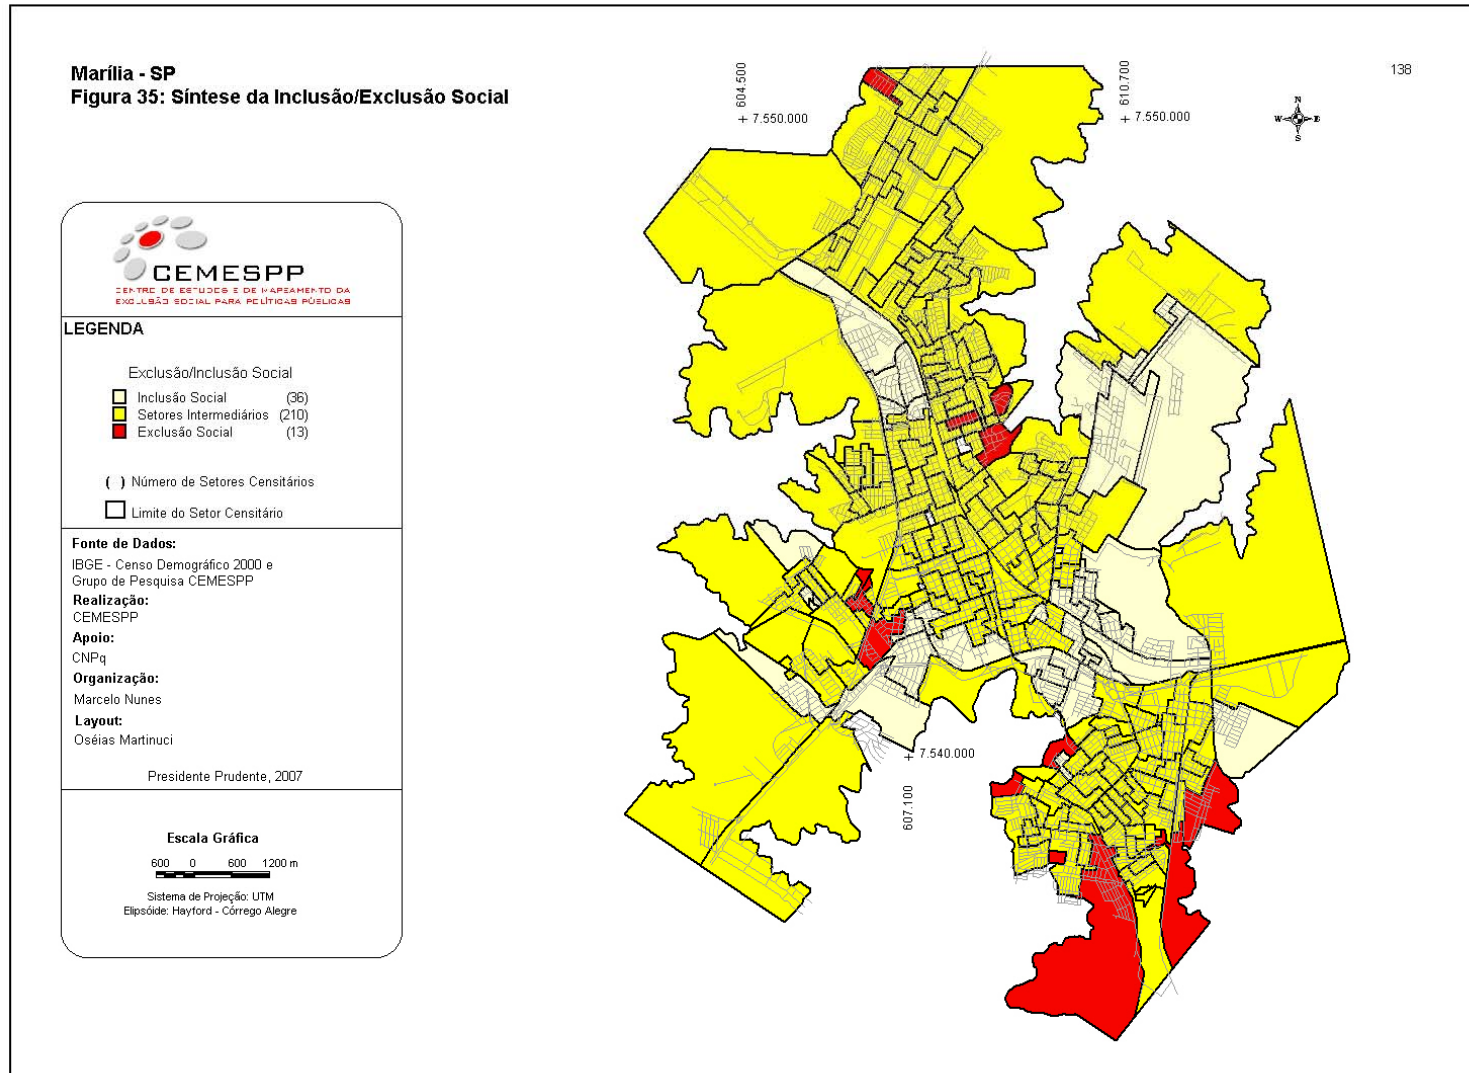 Marília - SP
Figura 35: Síntese da Inclusão/Exclusão Social
138
604.500
+ 7.550.000
610.700
+ 7.550.000
N
W E
S
CEMESPP
CENTRO DE ESTUDOS E DE MAPEAMENTO DA
EXCLUSÃO SOCIAL PARA POLÍTICAS PÚBLICAS
LEGENDA
Exclusão/Inclusão Social
Inclusão Social (36)
Setores Intermediários (210)
Exclusão Social (13)
( ) Número de Setores Censitários
Limite do Setor Censitário
Fonte de Dados:
IBGE - Censo Demográfico 2000 e
Grupo de Pesquisa CEMESPP
Realização:
CEMESPP
Apoio:
CNPq
Organização:
Marcelo Nunes
Layout:
Oséias Martinuci
Presidente Prudente, 2007
Escala Gráfica
600 0 600 1200 m
Sistema de Projeção: UTM
Elipsóide: Hayford - Córrego Alegre
+ 7.540.000
607.100